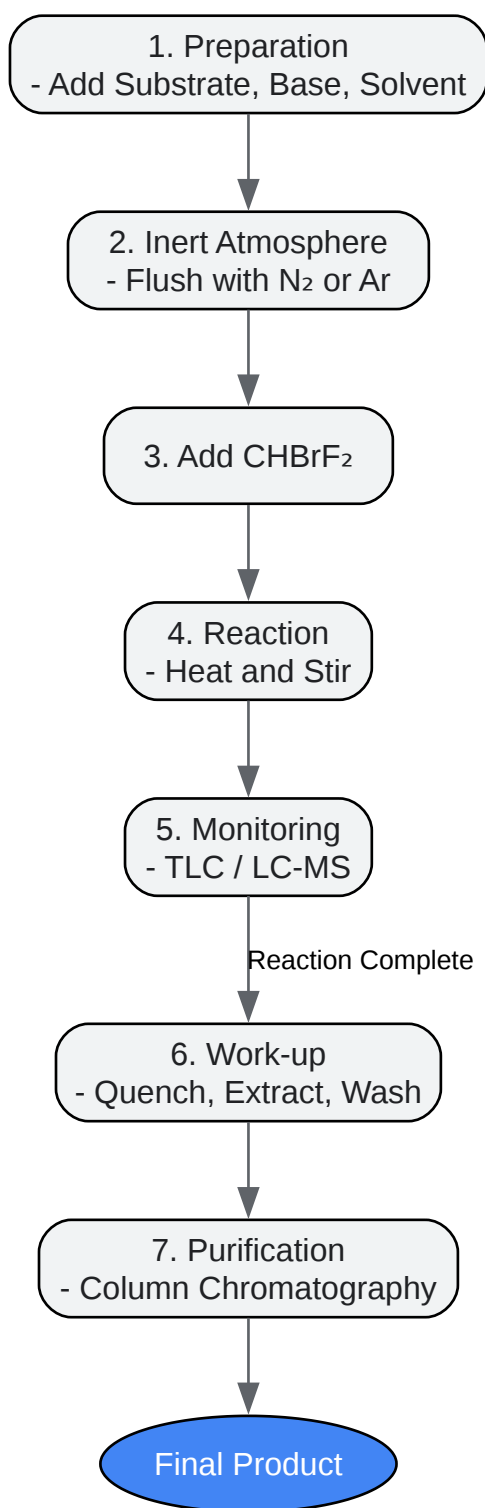 1. Preparation
- Add Substrate, Base, Solvent
2. Inert Atmosphere
- Flush with N₂ or Ar
3. Add CHBrF₂
4. Reaction
- Heat and Stir
5. Monitoring
- TLC / LC-MS
Reaction Complete
6. Work-up
- Quench, Extract, Wash
7. Purification
- Column Chromatography
Final Product